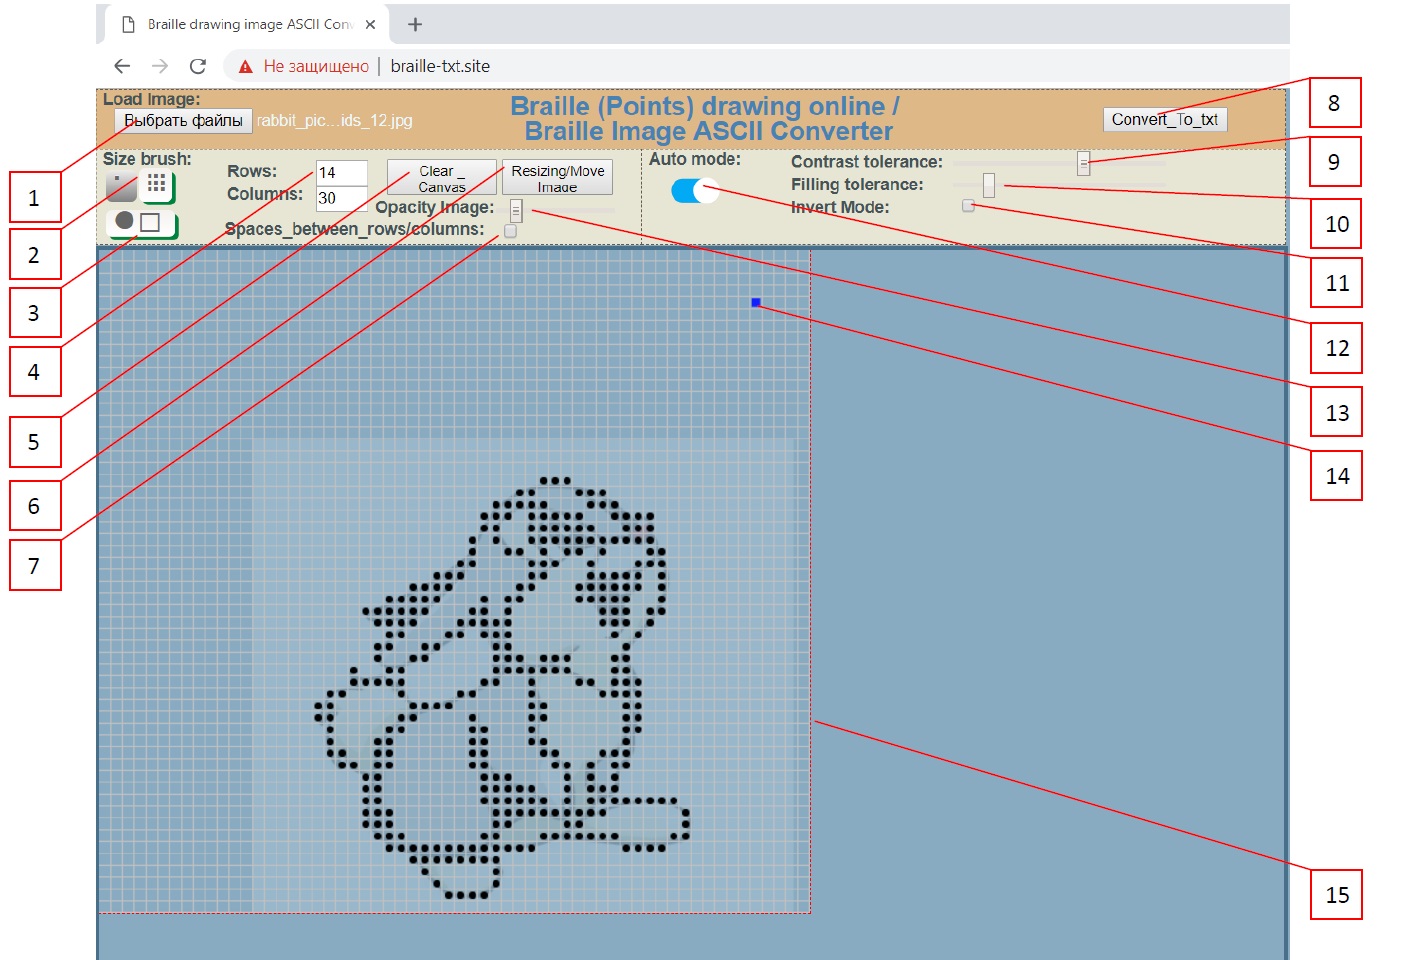 Braille drawing image ASCII Con
Не защищено | braille-txt.site
Load Image:
Выбрать файлы rabbit_pic...ids_12.jpg
Braille (Points) drawing online /
Braille Image ASCII Converter
Convert_To_txt
Size brush:
Rows: 14
Columns: 30
Clear _
Canvas
Resizing/Move
Image
Opacity Image:
Spaces_between_rows/columns:
Auto mode:
Contrast tolerance:
Filling tolerance:
Invert Mode:
1
2
3
4
5
6
7
8
9
10
11
12
13
14
15